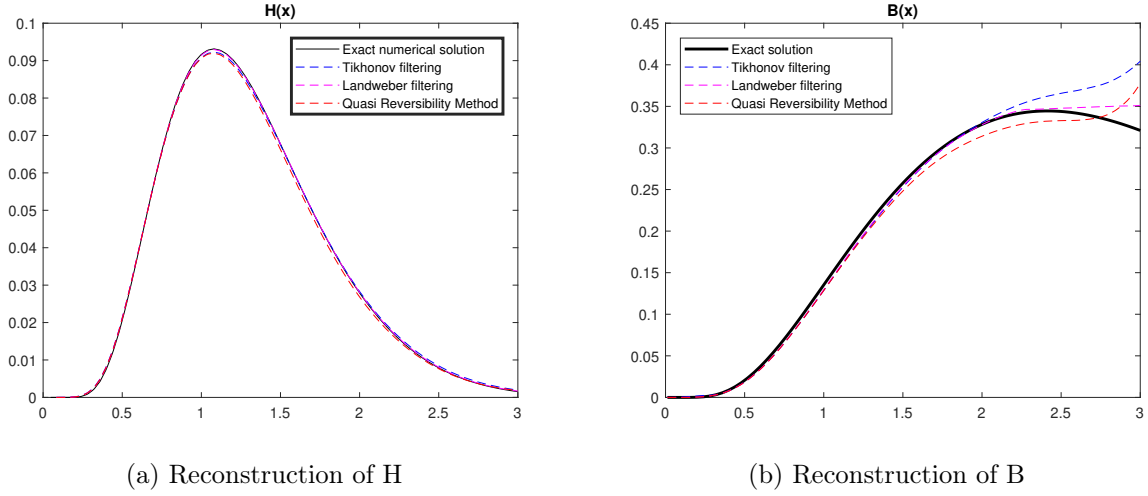 H(x)
0.1
0.09
0.08
0.07
0.06
0.05
0.04
0.03
0.02
0.01
0
0 0.5 1 1.5 2 2.5 3
Exact numerical solution
Tikhonov filtering
Landweber filtering
Quasi Reversibility Method
(a) Reconstruction of H
B(x)
0.45
0.4
0.35
0.3
0.25
0.2
0.15
0.1
0.05
0
0 0.5 1 1.5 2 2.5 3
Exact solution
Tikhonov filtering
Landweber filtering
Quasi Reversibility Method
(b) Reconstruction of B